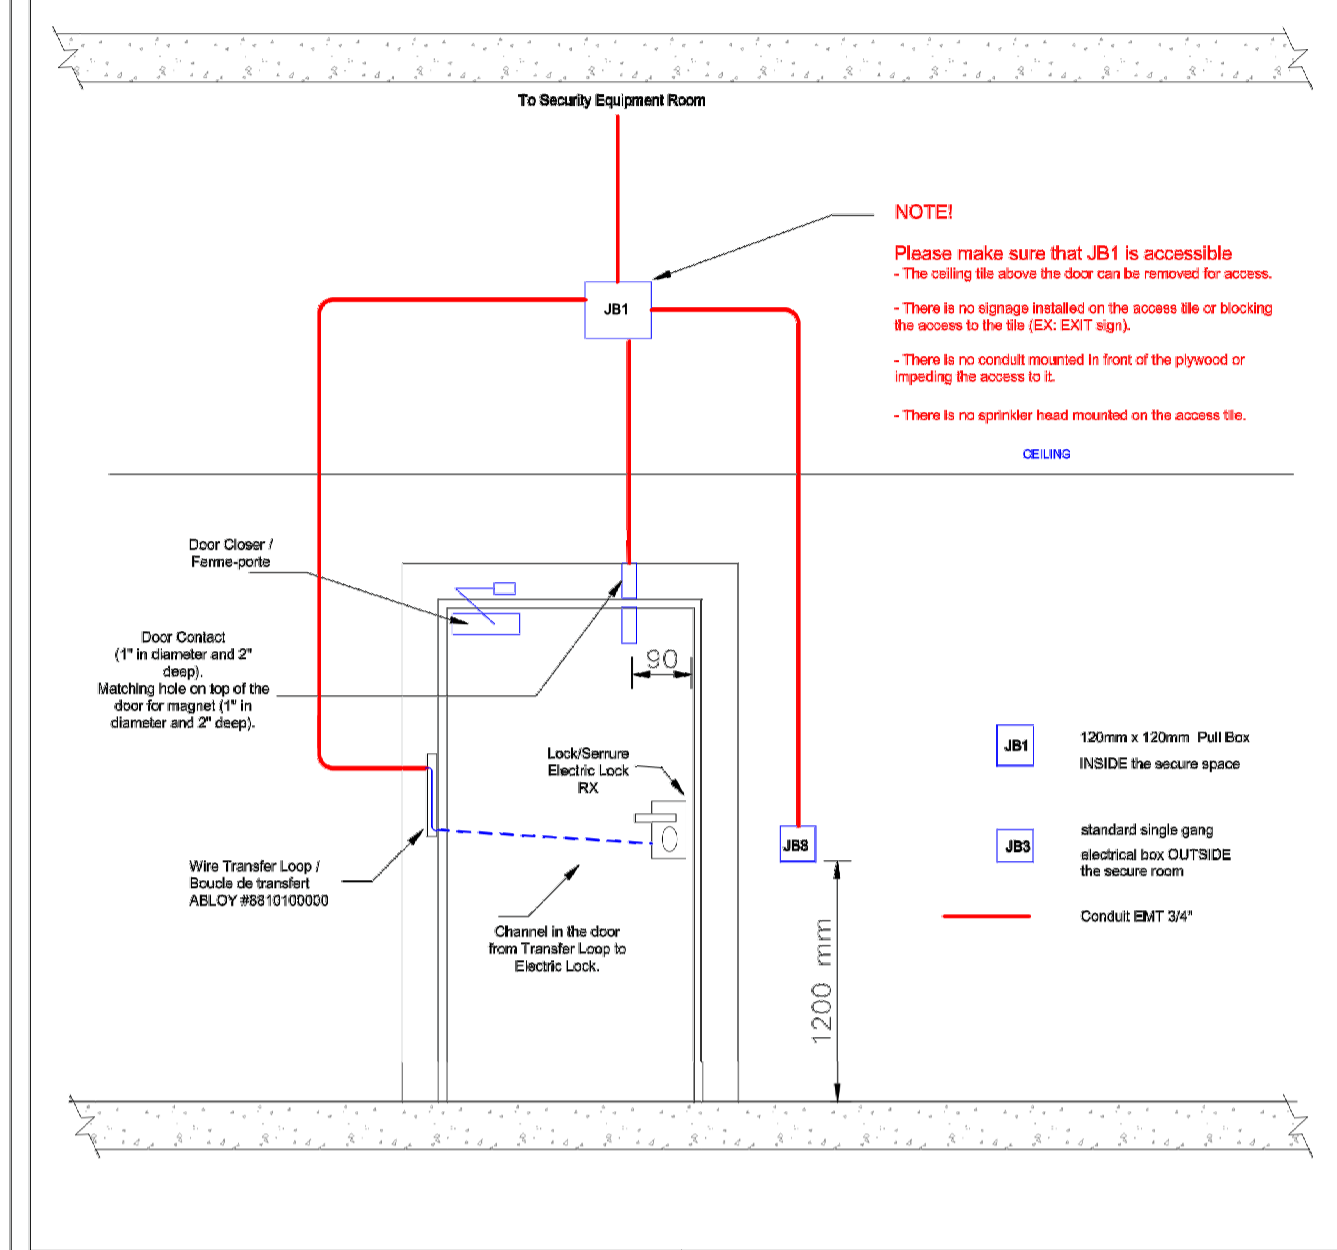 To Security Equipment Room
NOTE!
Please make sure that JB1 is accessible
- The ceiling tile above the door can be removed for access.
- There is no signage installed on the access tile or blocking
the access to the tile (EX: EXIT sign).
- There is no conduit mounted in front of the plywood or
impeding the access to it.
- There is no sprinkler head mounted on the access tile.
JB1
CEILING
Door Closer /
Ferme-porte
Door Contact
(1" in diameter and 2"
deep).
Matching hole on top of the
door for magnet (1" in
diameter and 2" deep).
90
Lock/Serrure
Electric Lock
RX
JB3
Wire Transfer Loop /
Boucle de transfert
ABLOY #8810100000
Channel in the door
from Transfer Loop to
Electric Lock.
1200 mm
JB1
120mm x 120mm Pull Box
INSIDE the secure space
JB3
standard single gang
electrical box OUTSIDE
the secure room
Conduit EMT 3/4"